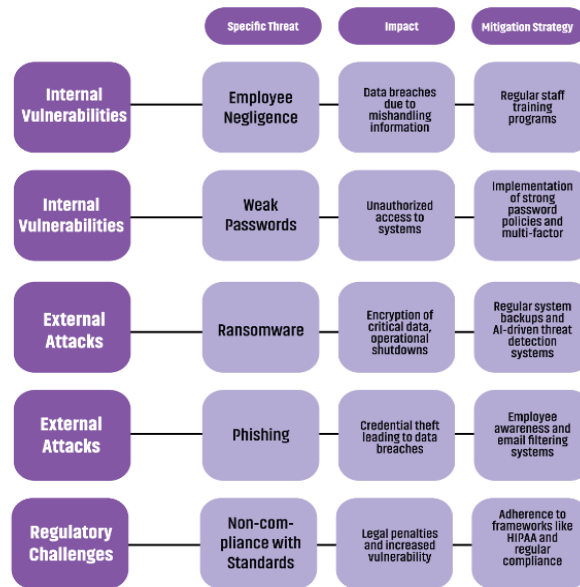 Specific Threat
Impact
Mitigation Strategy
Internal
Vulnerabilities
Employee
Negligence
Data breaches
due to
mishandling
information
Regular staff
training
programs
Internal
Vulnerabilities
Weak
Passwords
Unauthorized
access to
systems
Implementation
of strong
password
policies and
multi-factor
External
Attacks
Ransomware
Encryption of
critical data,
operational
shutdowns
Regular system
backups and
AI-driven threat
detection
systems
External
Attacks
Phishing
Credential theft
leading to data
breaches
Employee
awareness and
email filtering
systems
Regulatory
Challenges
Non-com-
pliance with
Standards
Legal penalties
and increased
vulnerability
Adherence to
frameworks like
HIPAA and
regular
compliance